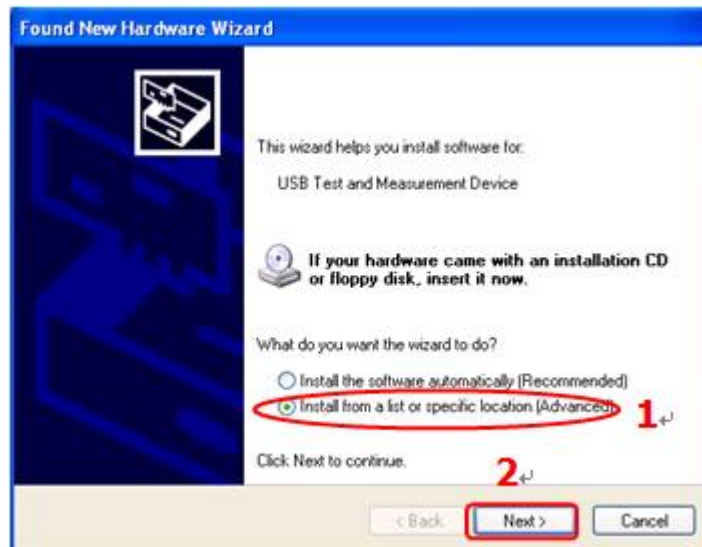 Found New Hardware Wizard
This wizard helps you install software for:
USB Test and Measurement Device
If your hardware came with an installation CD
or floppy disk, insert it now.
What do you want the wizard to do?
Install the software automatically (Recommended)
Install from a list or specific location (Advanced)
1↵
Click Next to continue.
2↵
< Back
Next >
Cancel